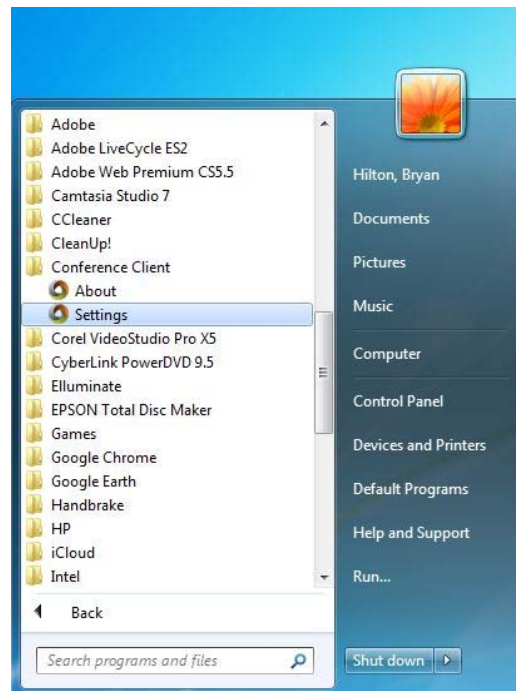 Adobe
Adobe LiveCycle ES2
Adobe Web Premium CS5.5
Camtasia Studio 7
CCleaner
CleanUp!
Conference Client
About
Settings
Corel VideoStudio Pro X5
CyberLink PowerDVD 9.5
Elluminate
EPSON Total Disc Maker
Games
Google Chrome
Google Earth
Handbrake
HP
iCloud
Intel
Back
Search programs and files
Hilton, Bryan
Documents
Pictures
Music
Computer
Control Panel
Devices and Printers
Default Programs
Help and Support
Run...
Shut down